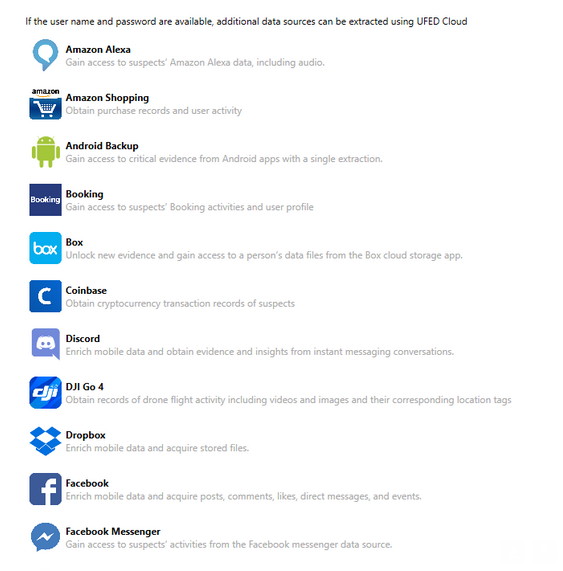 If the user name and password are available, additional data sources can be extracted using UFED Cloud
Amazon Alexa
Gain access to suspects' Amazon Alexa data, including audio.
amazon
Amazon Shopping
Obtain purchase records and user activity
Android Backup
Gain access to critical evidence from Android apps with a single extraction.
Booking
Booking
Gain access to suspects' Booking activities and user profile
box
Box
Unlock new evidence and gain access to a person's data files from the Box cloud storage app.
C
Coinbase
Obtain cryptocurrency transaction records of suspects
Discord
Enrich mobile data and obtain evidence and insights from instant messaging conversations.
dji
DJI Go 4
Obtain records of drone flight activity including videos and images and their corresponding location tags
Dropbox
Enrich mobile data and acquire stored files.
f
Facebook
Enrich mobile data and acquire posts, comments, likes, direct messages, and events.
Facebook Messenger
Gain access to suspects' activities from the Facebook messenger data source.